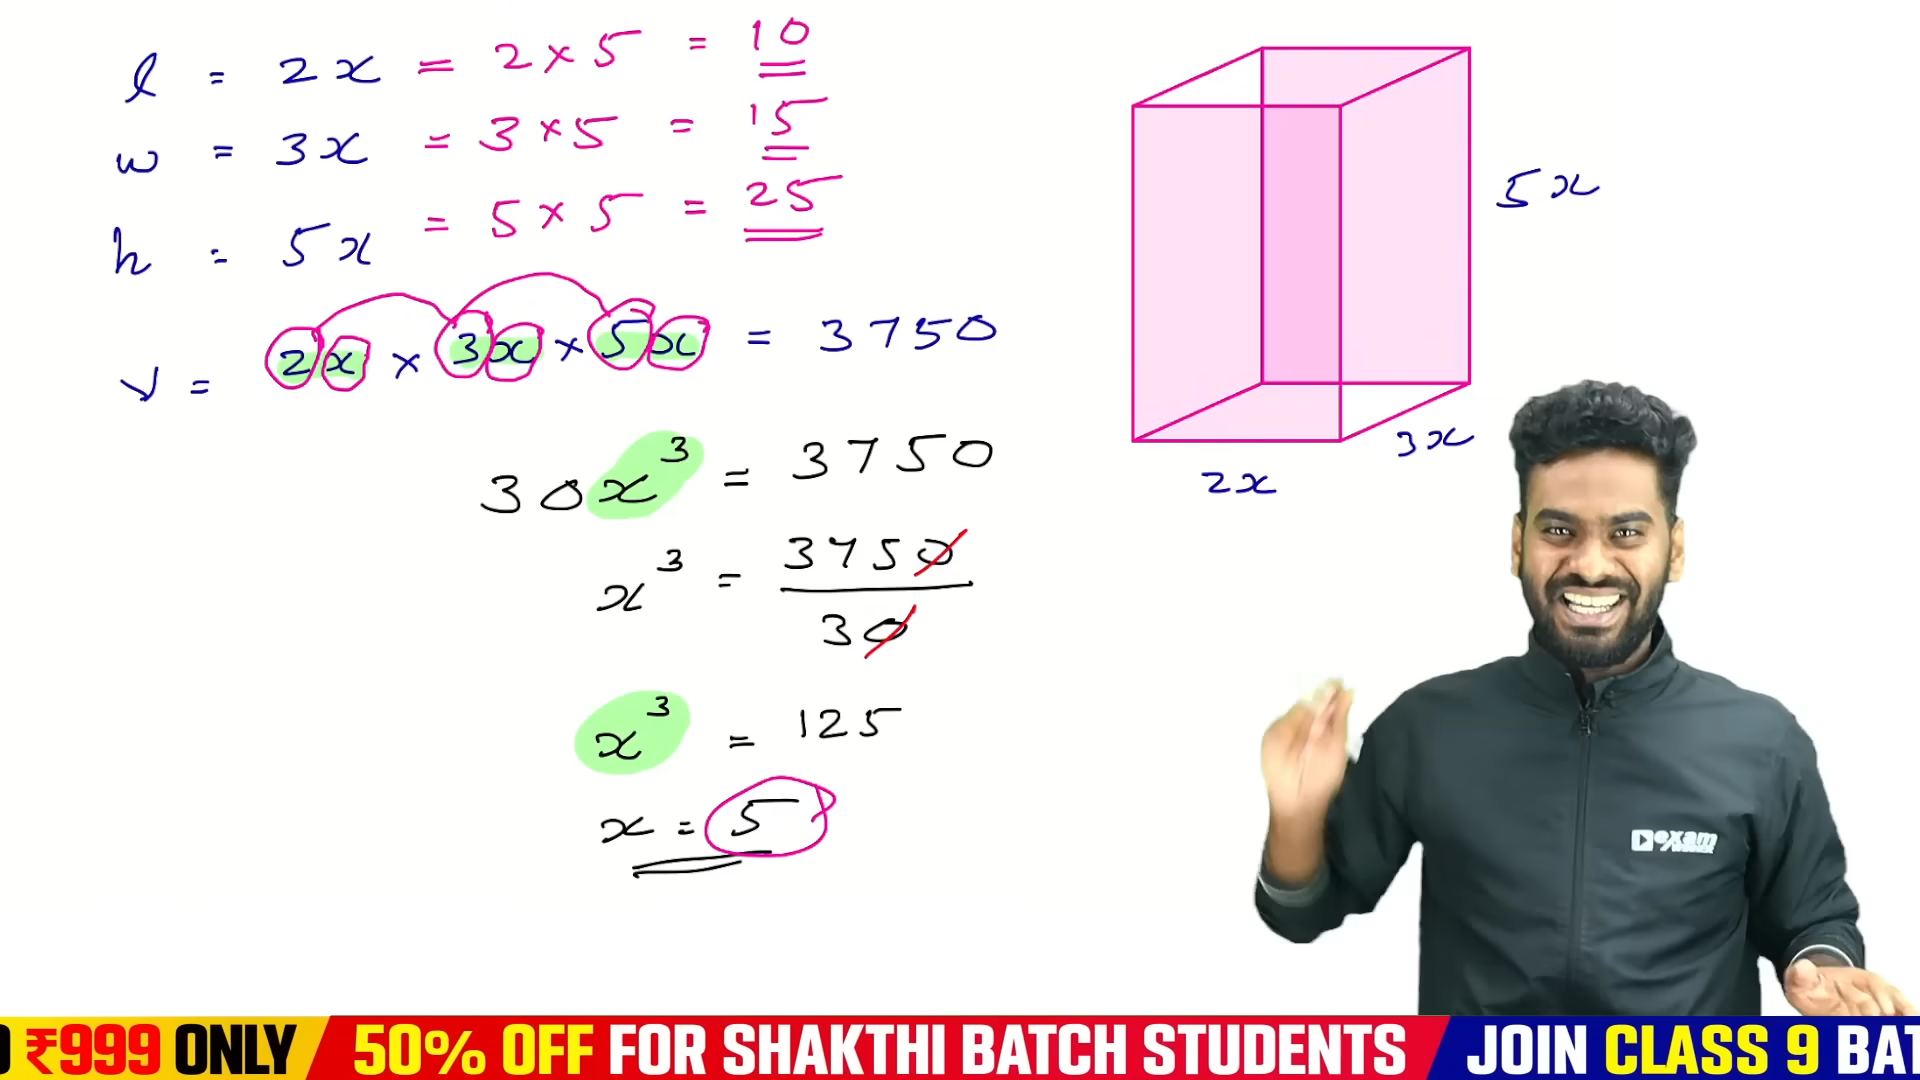 l = 2x = 2 × 5 = 10
w = 3x = 3 × 5 = 15
h = 5x = 5 × 5 = 25
V = 2x × 3x × 5x = 3750
30x³ = 3750
x³ = 3750 / 30
x³ = 125
x = 5
5x
3x
2x
exam
₹999 ONLY 50% OFF FOR SHAKTHI BATCH STUDENTS JOIN CLASS 9 BAT